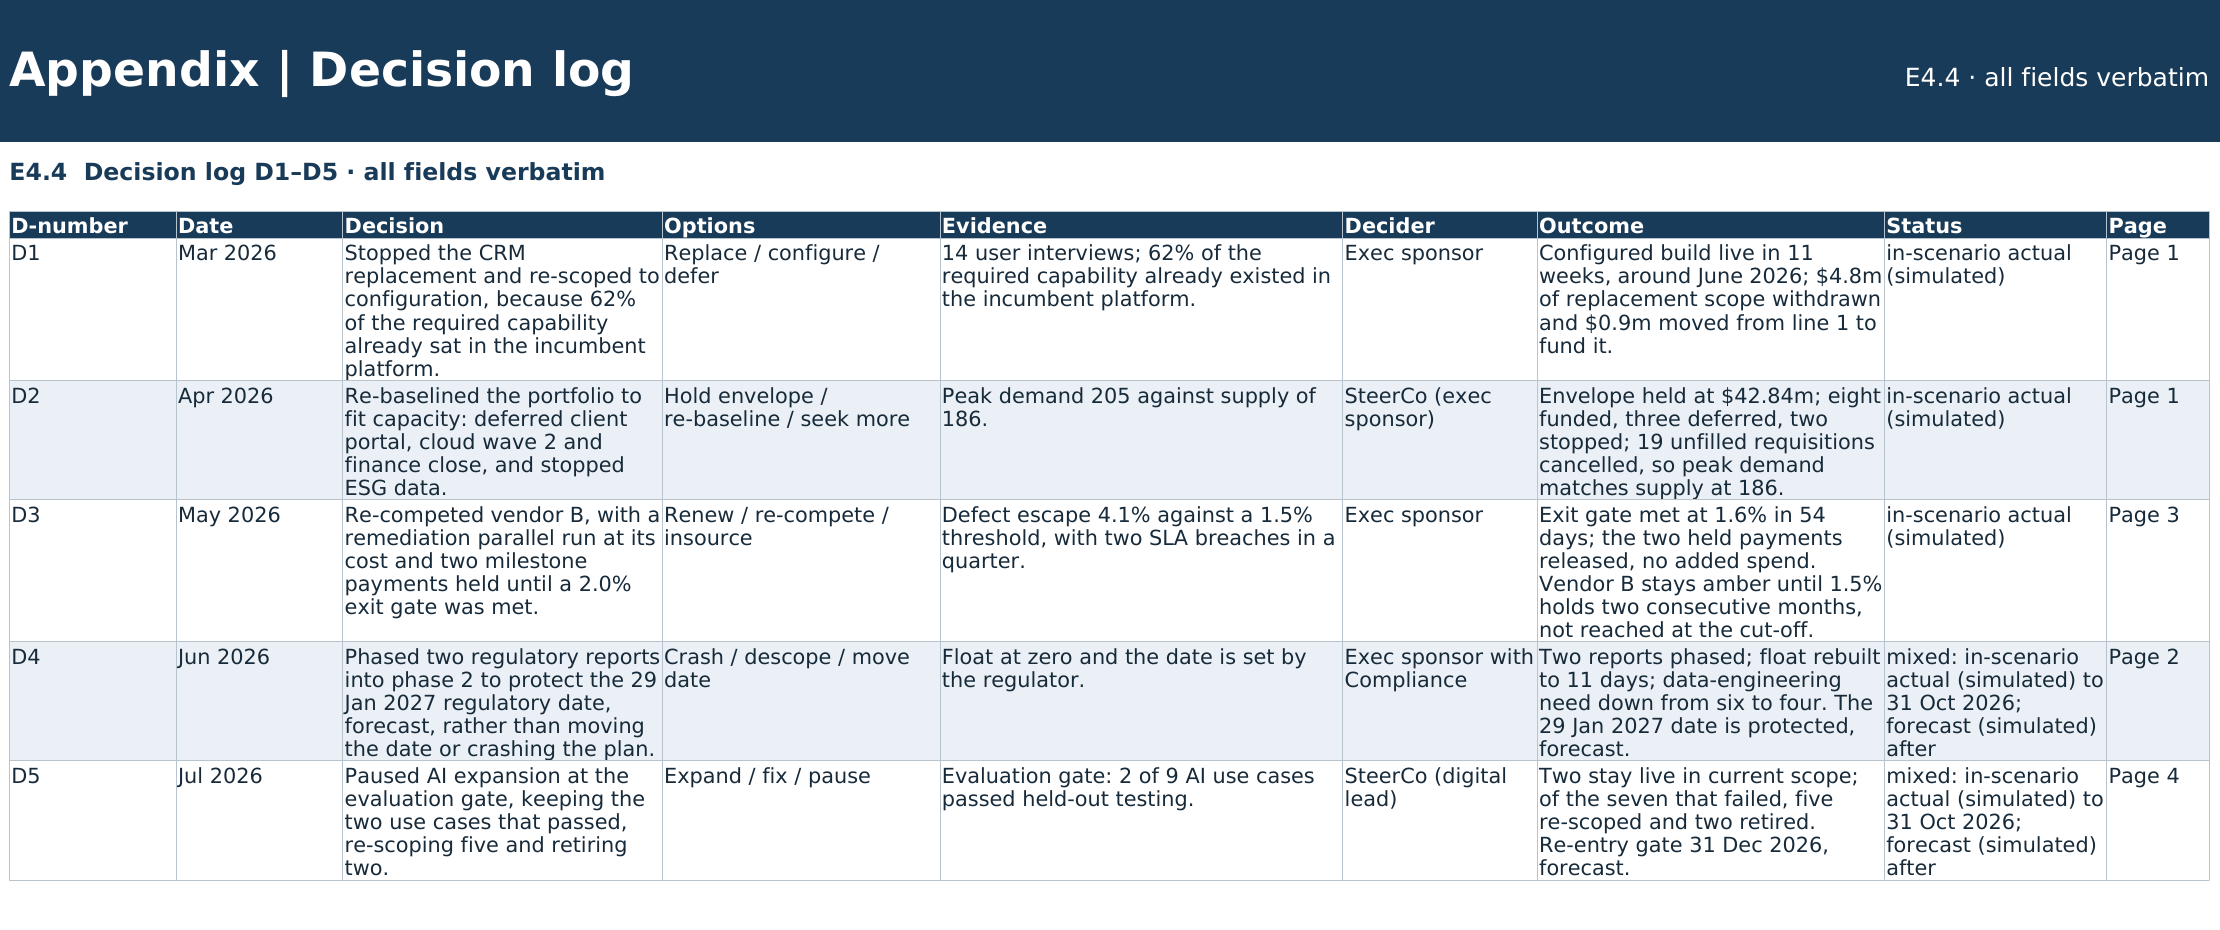 Appendix | Decision log
E4.4 · all fields verbatim
E4.4 Decision log D1–D5 · all fields verbatim
D-number Date Decision Options Evidence Decider Outcome Status Page
D1
Mar 2026
Stopped the CRM
replacement and re-scoped to
configuration, because 62%
of the required capability
already sat in the incumbent
platform.
Replace / configure /
defer
14 user interviews; 62% of the
required capability already existed in
the incumbent platform.
Exec sponsor
Configured build live in 11
weeks, around June 2026; $4.8m
of replacement scope withdrawn
and $0.9m moved from line 1 to
fund it.
in-scenario actual
(simulated)
Page 1
D2
Apr 2026
Re-baselined the portfolio to
fit capacity: deferred client
portal, cloud wave 2 and
finance close, and stopped
ESG data.
Hold envelope /
re-baseline / seek more
Peak demand 205 against supply of
186.
SteerCo (exec
sponsor)
Envelope held at $42.84m; eight
funded, three deferred, two
stopped; 19 unfilled requisitions
cancelled, so peak demand
matches supply at 186.
in-scenario actual
(simulated)
Page 1
D3
May 2026
Re-competed vendor B, with a
remediation parallel run at its
cost and two milestone
payments held until a 2.0%
exit gate was met.
Renew / re-compete /
insource
Defect escape 4.1% against a 1.5%
threshold, with two SLA breaches in a
quarter.
Exec sponsor
Exit gate met at 1.6% in 54
days; the two held payments
released, no added spend.
Vendor B stays amber until 1.5%
holds two consecutive months,
not reached at the cut-off.
in-scenario actual
(simulated)
Page 3
D4
Jun 2026
Phased two regulatory reports
into phase 2 to protect the 29
Jan 2027 regulatory date,
forecast, rather than moving
the date or crashing the plan.
Crash / descope / move
date
Float at zero and the date is set by
the regulator.
Exec sponsor with
Compliance
Two reports phased; float rebuilt
to 11 days; data-engineering
need down from six to four. The
29 Jan 2027 date is protected,
forecast.
mixed: in-scenario
actual (simulated) to
31 Oct 2026;
forecast (simulated)
after
Page 2
D5
Jul 2026
Paused AI expansion at the
evaluation gate, keeping the
two use cases that passed,
re-scoping five and retiring
two.
Expand / fix / pause
Evaluation gate: 2 of 9 AI use cases
passed held-out testing.
SteerCo (digital
lead)
Two stay live in current scope;
of the seven that failed, five
re-scoped and two retired.
Re-entry gate 31 Dec 2026,
forecast.
mixed: in-scenario
actual (simulated) to
31 Oct 2026;
forecast (simulated)
after
Page 4